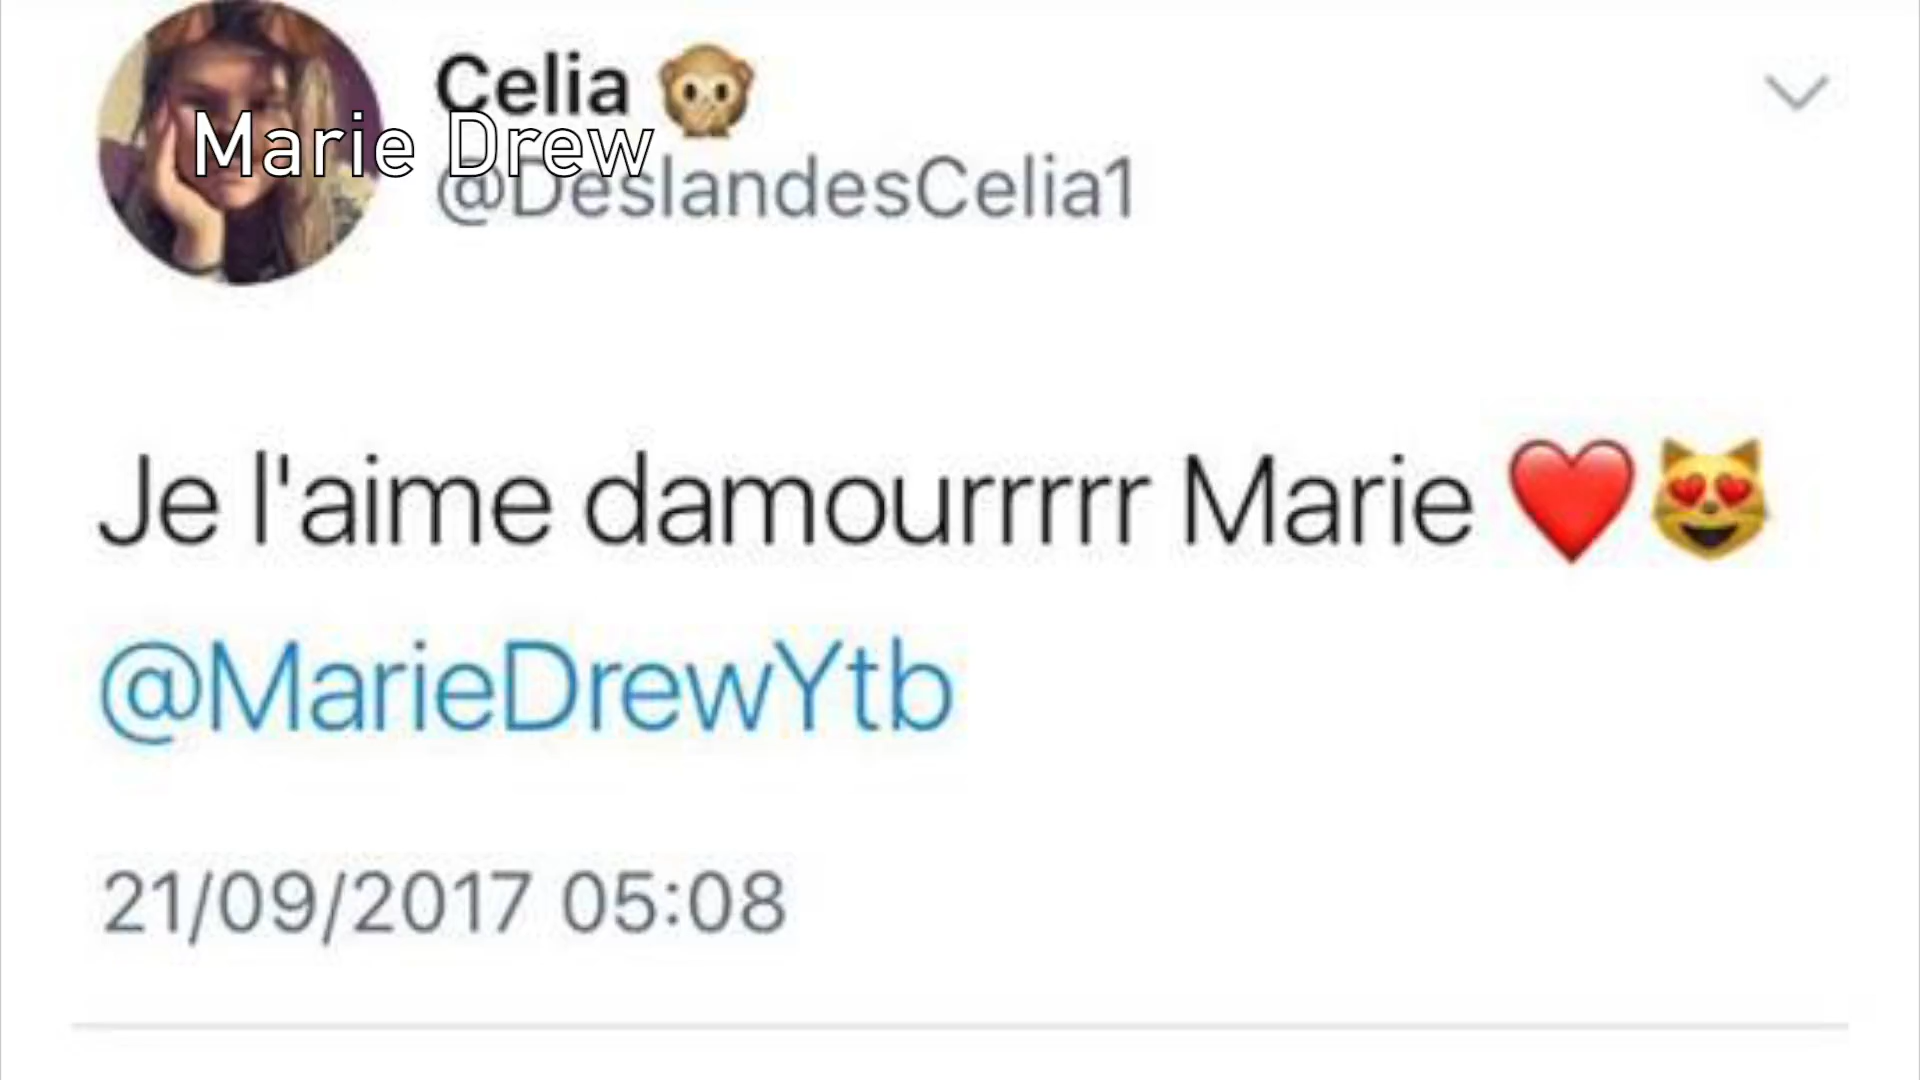 Celia 🙊
Marie Drew
@DeslandesCelia1
Je l'aime damourrrrr Marie ❤️😻
@MarieDrewYtb
21/09/2017 05:08